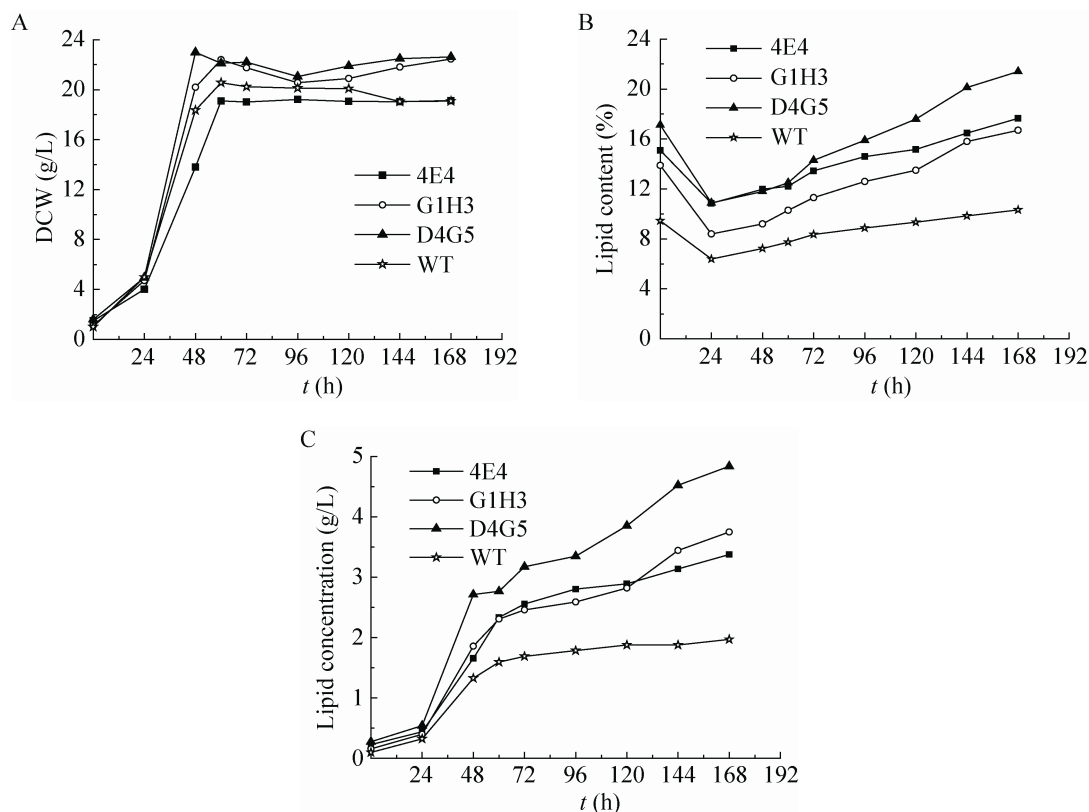 A
DCW (g/L)
24
20
16
12
8
4
0
4E4
G1H3
D4G5
WT
24 48 72 96 120 144 168 192
t (h)
B
Lipid content (%)
24
20
16
12
8
4
0
4E4
G1H3
D4G5
WT
24 48 72 96 120 144 168 192
t (h)
C
Lipid concentration (g/L)
5
4
3
2
1
0
4E4
G1H3
D4G5
WT
24 48 72 96 120 144 168 192
t (h)